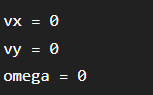 vx = 0
vy = 0
omega = 0